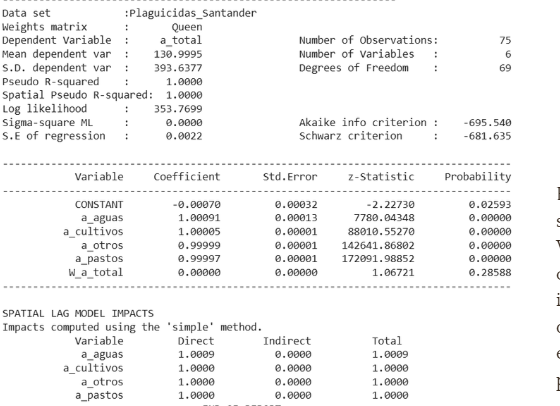 Data set :Plaguicidas_Santander
Weights matrix : Queen
Dependent Variable : a_total Number of Observations: 75
Mean dependent var : 130.9995 Number of Variables : 6
S.D. dependent var : 393.6377 Degrees of Freedom : 69
Pseudo R-squared : 1.0000
Spatial Pseudo R-squared: 1.0000
Log likelihood : 353.7699
Sigma-square ML : 0.0000 Akaike info criterion : -695.540
S.E of regression : 0.0022 Schwarz criterion : -681.635
Variable Coefficient Std.Error z-Statistic Probability
CONSTANT -0.00070 0.00032 -2.22730 0.02593
a_aguas 1.00091 0.00013 7780.04348 0.00000
a_cultivos 1.00005 0.00001 88010.55270 0.00000
a_otros 0.99999 0.00001 142641.86802 0.00000
a_pastos 0.99997 0.00001 172091.98852 0.00000
W_a_total 0.00000 0.00000 1.06721 0.28588
SPATIAL LAG MODEL IMPACTS
Impacts computed using the 'simple' method.
Variable Direct Indirect Total
a_aguas 1.0009 0.0000 1.0009
a_cultivos 1.0000 0.0000 1.0000
a_otros 1.0000 0.0000 1.0000
a_pastos 1.0000 0.0000 1.0000